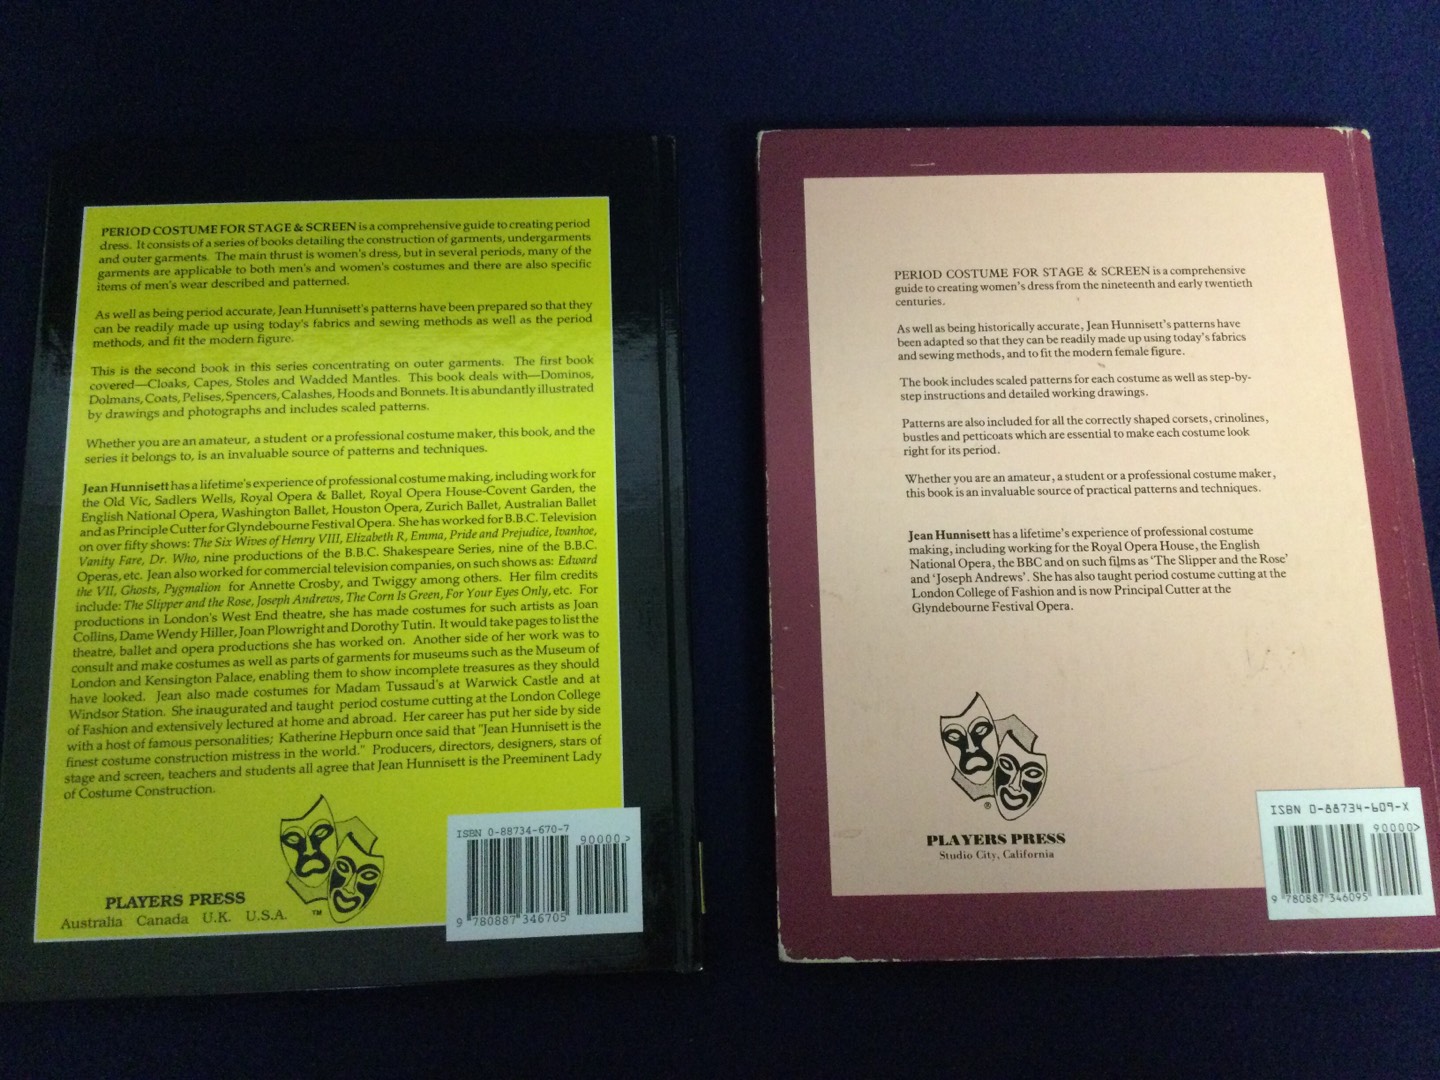 PERIOD COSTUME FOR STAGE & SCREEN is a comprehensive guide to creating period
dress. It consists of a series of books detailing the construction of garments, undergarments
and outer garments. The main thrust is women's dress, but in several periods, many of the
garments are applicable to both men's and women's costumes and there are also specific
items of men's wear described and patterned.
As well as being period accurate, Jean Hunnisett's patterns have been prepared so that they
can be readily made up using today's fabrics and sewing methods as well as the period
methods, and fit the modern figure.
This is the second book in this series concentrating on outer garments. The first book
covered—Cloaks, Capes, Stoles and Wadded Mantles. This book deals with—Dominos,
Dolmans, Coats, Pelises, Spencers, Calashes, Hoods and Bonnets. It is abundantly illustrated
by drawings and photographs and includes scaled patterns.
Whether you are an amateur, a student or a professional costume maker, this book, and the
series it belongs to, is an invaluable source of patterns and techniques.
Jean Hunnisett has a lifetime's experience of professional costume making, including work for
the Old Vic, Sadlers Wells, Royal Opera & Ballet, Royal Opera House-Covent Garden, the
English National Opera, Washington Ballet, Houston Opera, Zurich Ballet, Australian Ballet
and as Principle Cutter for Glyndebourne Festival Opera. She has worked for B.B.C. Television
on over fifty shows: The Six Wives of Henry VIII, Elizabeth R, Emma, Pride and Prejudice, Ivanhoe,
Vanity Fare, Dr. Who, nine productions of the B.B.C. Shakespeare Series, nine of the B.B.C.
Operas, etc. Jean also worked for commercial television companies, on such shows as: Edward
the VII, Ghosts, Pygmalion for Annette Crosby, and Twiggy among others. Her film credits
include: The Slipper and the Rose, Joseph Andrews, The Corn Is Green, For Your Eyes Only, etc. For
productions in London's West End theatre, she has made costumes for such artists as Joan
Collins, Dame Wendy Hiller, Joan Plowright and Dorothy Tutin. It would take pages to list the
theatre, ballet and opera productions she has worked on. Another side of her work was to
consult and make costumes as well as parts of garments for museums such as the Museum of
London and Kensington Palace, enabling them to show incomplete treasures as they should
have looked. Jean also made costumes for Madam Tussaud's at Warwick Castle and at
Windsor Station. She inaugurated and taught period costume cutting at the London College
of Fashion and extensively lectured at home and abroad. Her career has put her side by side
with a host of famous personalities; Katherine Hepburn once said that "Jean Hunnisett is the
finest costume construction mistress in the world." Producers, directors, designers, stars of
stage and screen, teachers and students all agree that Jean Hunnisett is the Preeminent Lady
of Costume Construction.
TM
PLAYERS PRESS
Australia Canada U.K. U.S.A.
ISBN 0-88734-670-7
90000>
9 780887 346705
PERIOD COSTUME FOR STAGE & SCREEN is a comprehensive
guide to creating women's dress from the nineteenth and early twentieth
centuries.
As well as being historically accurate, Jean Hunnisett's patterns have
been adapted so that they can be readily made up using today's fabrics
and sewing methods, and to fit the modern female figure.
The book includes scaled patterns for each costume as well as step-by-
step instructions and detailed working drawings.
Patterns are also included for all the correctly shaped corsets, crinolines,
bustles and petticoats which are essential to make each costume look
right for its period.
Whether you are an amateur, a student or a professional costume maker,
this book is an invaluable source of practical patterns and techniques.
Jean Hunnisett has a lifetime's experience of professional costume
making, including working for the Royal Opera House, the English
National Opera, the BBC and on such films as 'The Slipper and the Rose'
and 'Joseph Andrews'. She has also taught period costume cutting at the
London College of Fashion and is now Principal Cutter at the
Glyndebourne Festival Opera.
®
PLAYERS PRESS
Studio City, California
ISBN 0-88734-609-X
90000>
9 780887 346095